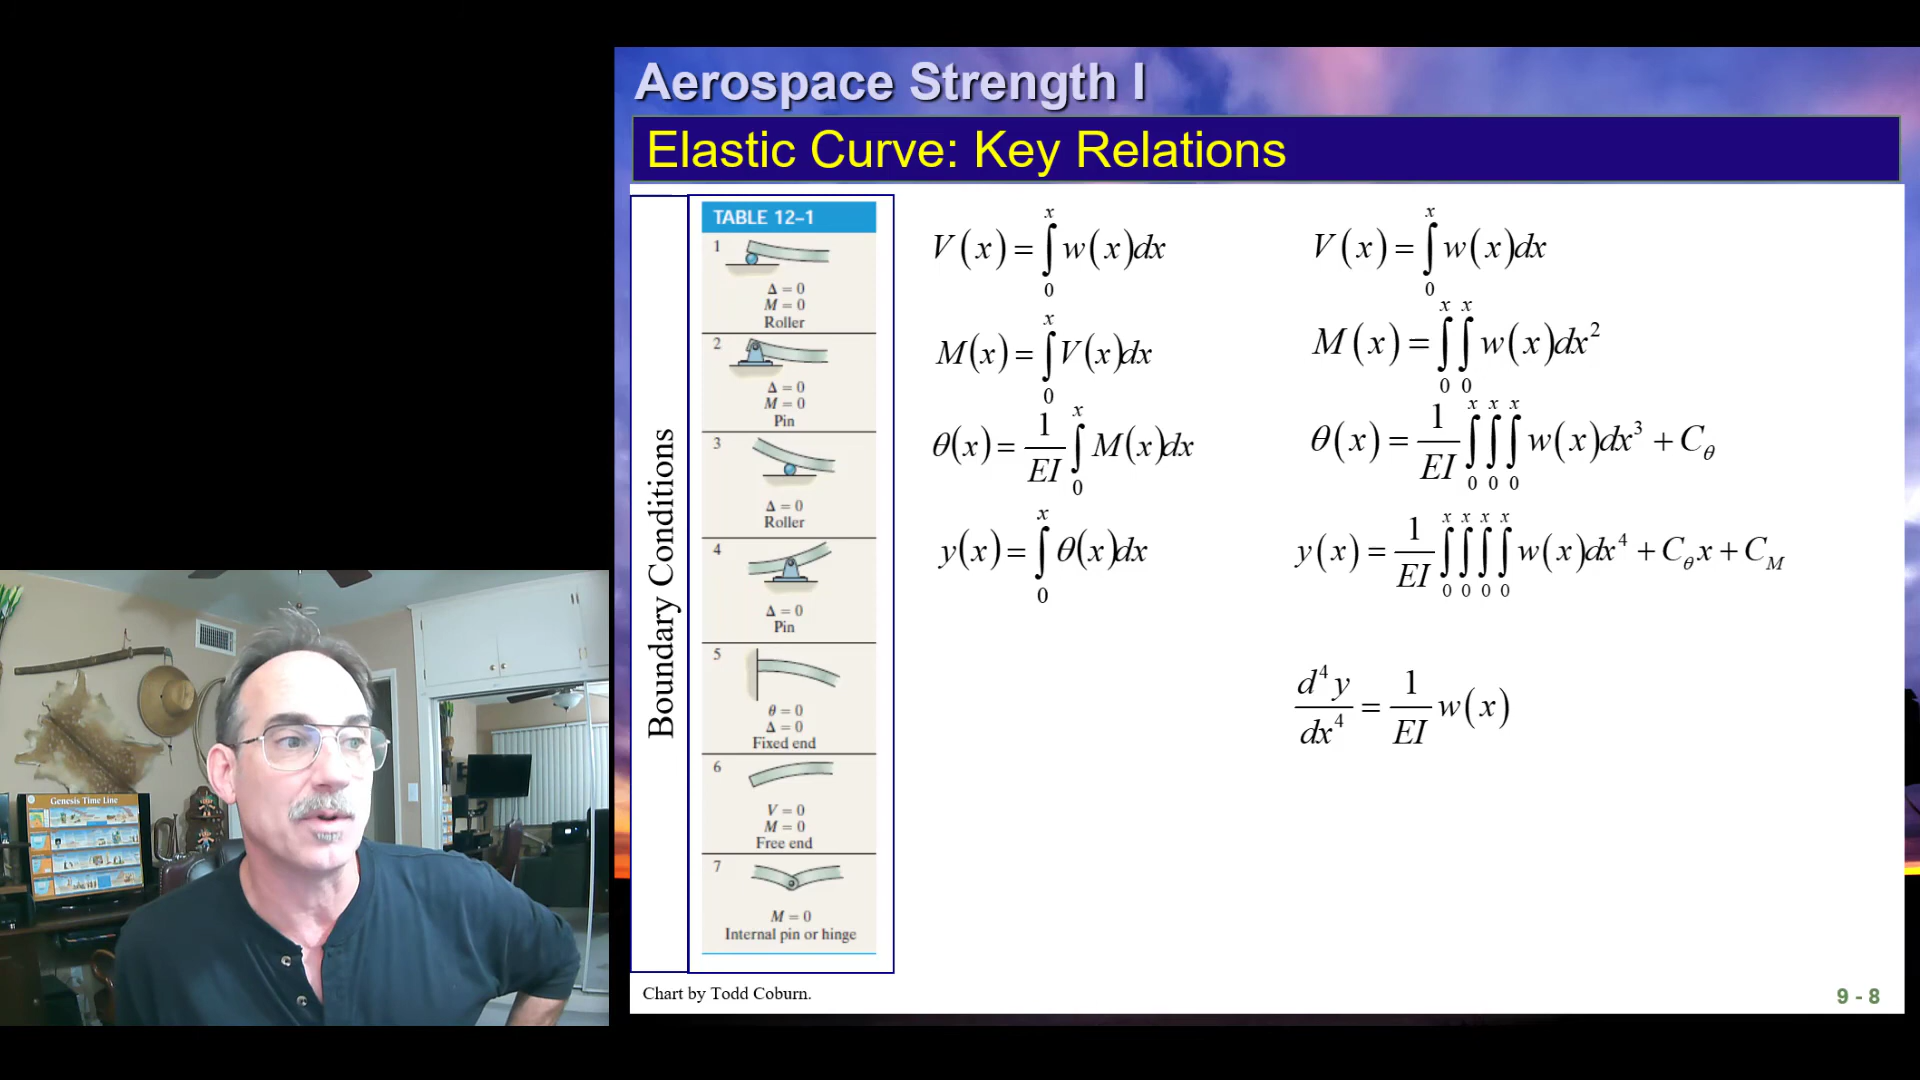 Aerospace Strength I
Elastic Curve: Key Relations
Boundary Conditions
TABLE 12–1
1
Δ = 0
M = 0
Roller
2
Δ = 0
M = 0
Pin
3
Δ = 0
Roller
4
Δ = 0
Pin
5
θ = 0
Δ = 0
Fixed end
6
V = 0
M = 0
Free end
7
M = 0
Internal pin or hinge
V(x) = ∫₀ˣ w(x)dx
M(x) = ∫₀ˣ V(x)dx
θ(x) = 1/EI ∫₀ˣ M(x)dx
y(x) = ∫₀ˣ θ(x)dx
V(x) = ∫₀ˣ w(x)dx
M(x) = ∫₀ˣ∫₀ˣ w(x)dx²
θ(x) = 1/EI ∫₀ˣ∫₀ˣ∫₀ˣ w(x)dx³ + C_θ
y(x) = 1/EI ∫₀ˣ∫₀ˣ∫₀ˣ∫₀ˣ w(x)dx⁴ + C_θ x + C_M
d⁴y/dx⁴ = 1/EI w(x)
Chart by Todd Coburn.
9 - 8
Genesis Time Line